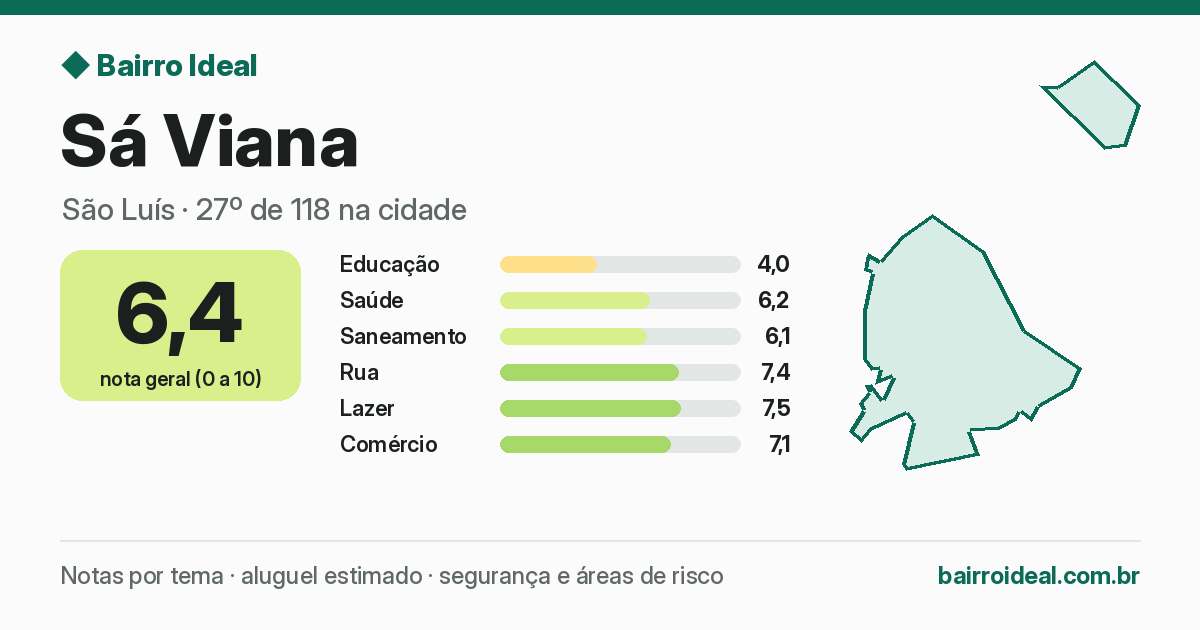 Bairro Ideal
Sá Viana
São Luís · 27º de 118 na cidade
6,4
nota geral (0 a 10)
Educação 4,0
Saúde 6,2
Saneamento 6,1
Rua 7,4
Lazer 7,5
Comércio 7,1
Notas por tema · aluguel estimado · segurança e áreas de risco
bairroideal.com.br